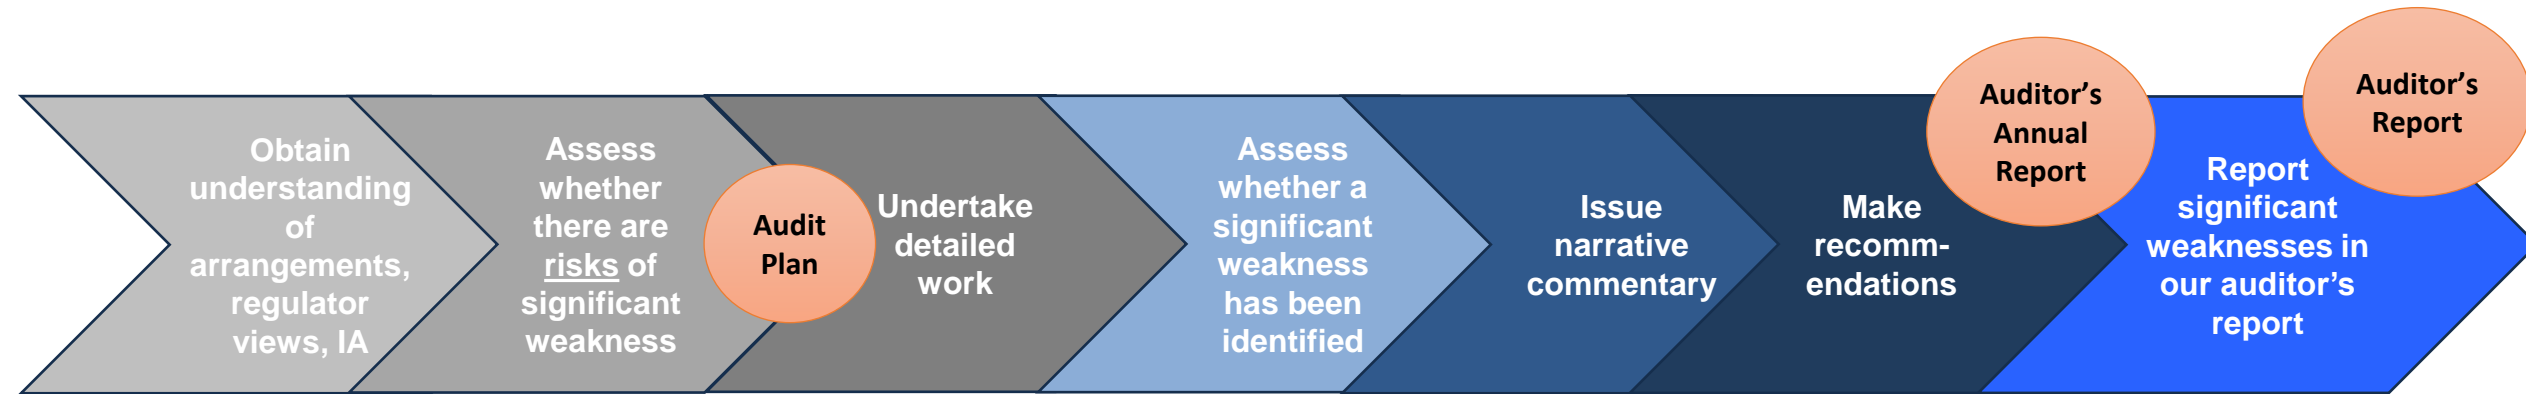 Obtain
understanding
of
arrangements,
regulator
views, IA
Assess
whether
there are
risks of
significant
weakness
Audit
Plan
Undertake
detailed
work
Assess
whether a
significant
weakness
has been
identified
Issue
narrative
commentary
Make
recomm-
endations
Auditor’s
Annual
Report
Report
significant
weaknesses in
our auditor’s
report
Auditor’s
Report